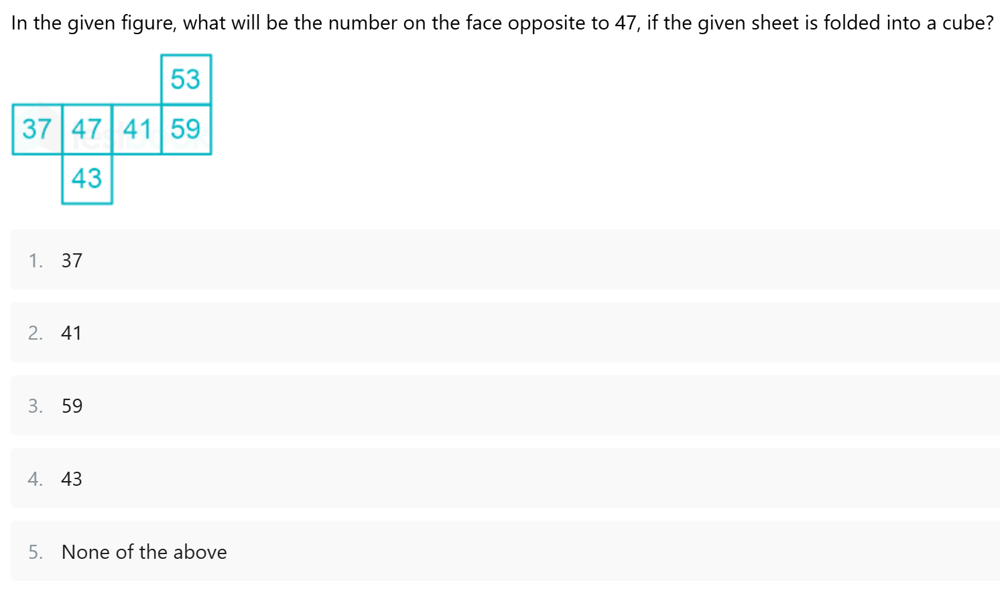 In the given figure, what will be the number on the face opposite to 47, if the given sheet is folded into a cube?
53
37 47 41 59
43
1. 37
2. 41
3. 59
4. 43
5. None of the above